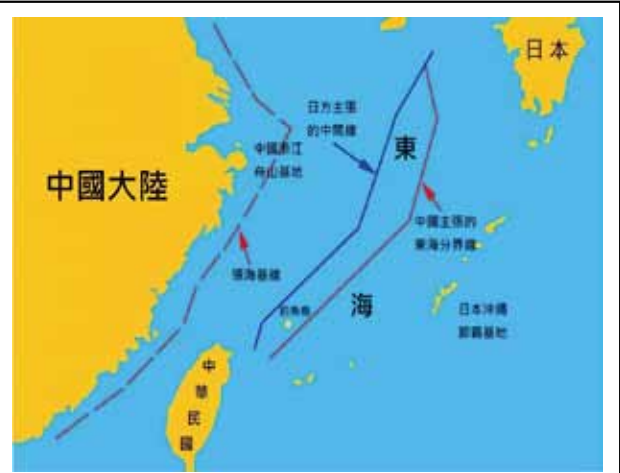 日本
日方主張
的中間線
東
中國浙江
舟山基地
中國大陸
中國主張的
東海分界線
領海基線
釣魚島
海
日本沖繩
那霸基地
中
華
民
國